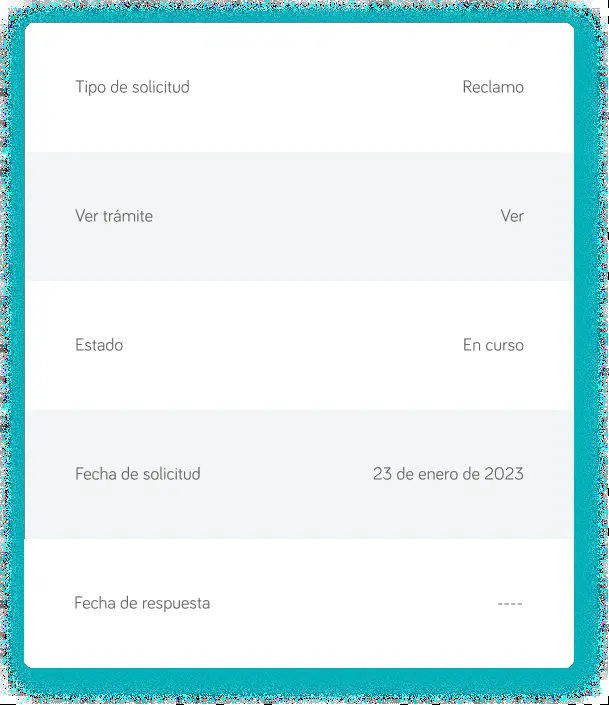 Tipo de solicitud Reclamo
Ver trámite Ver
Estado En curso
Fecha de solicitud 23 de enero de 2023
Fecha de respuesta ----